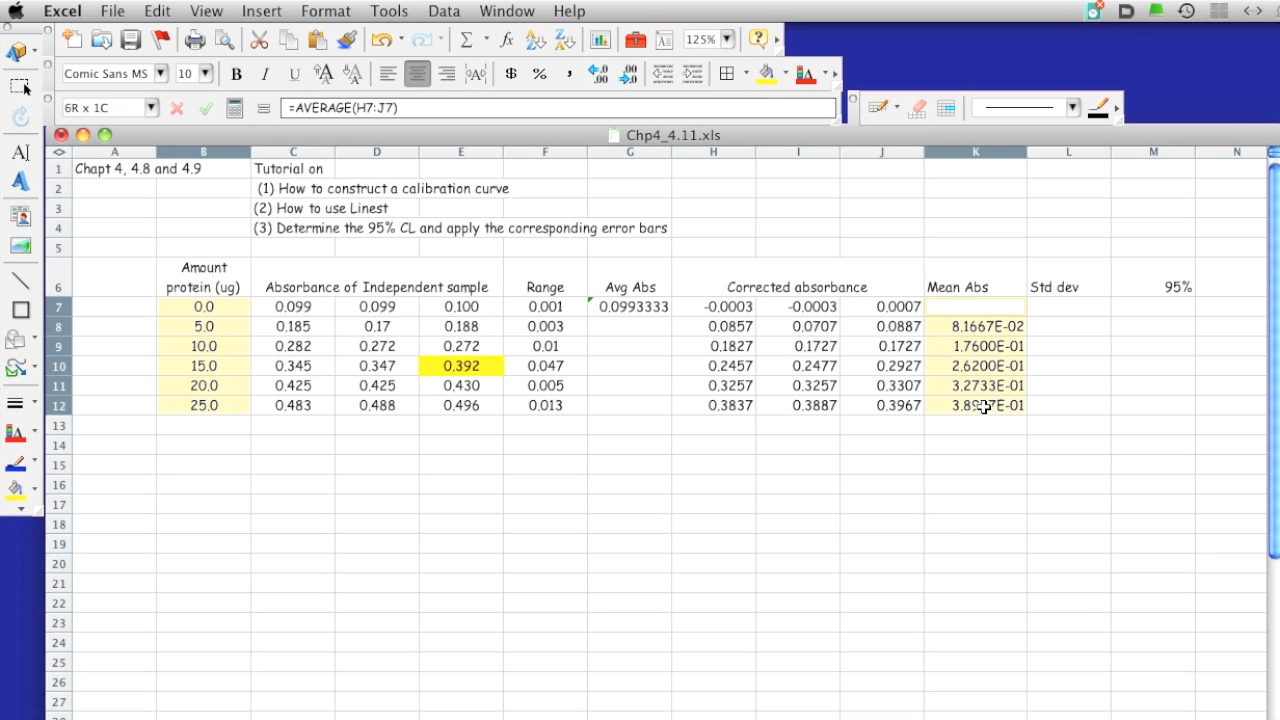 Excel File Edit View Insert Format Tools Data Window Help
125%
Comic Sans MS 10 B I U $ % ,
6R x 1C =AVERAGE(H7:J7)
Chp4_4.11.xls
A B C D E F G H I J K L M N
1 Chapt 4, 4.8 and 4.9 Tutorial on
2 (1) How to construct a calibration curve
3 (2) How to use Linest
4 (3) Determine the 95% CL and apply the corresponding error bars
5
Amount
6 protein (ug) Absorbance of Independent sample Range Avg Abs Corrected absorbance Mean Abs Std dev 95%
7 0.0 0.099 0.099 0.100 0.001 0.0993333 -0.0003 -0.0003 0.0007
8 5.0 0.185 0.17 0.188 0.003 0.0857 0.0707 0.0887 8.1667E-02
9 10.0 0.282 0.272 0.272 0.01 0.1827 0.1727 0.1727 1.7600E-01
10 15.0 0.345 0.347 0.392 0.047 0.2457 0.2477 0.2927 2.6200E-01
11 20.0 0.425 0.425 0.430 0.005 0.3257 0.3257 0.3307 3.2733E-01
12 25.0 0.483 0.488 0.496 0.013 0.3837 0.3887 0.3967
13
14
15
16
17
18
19
20
21
22
23
24
25
26
27